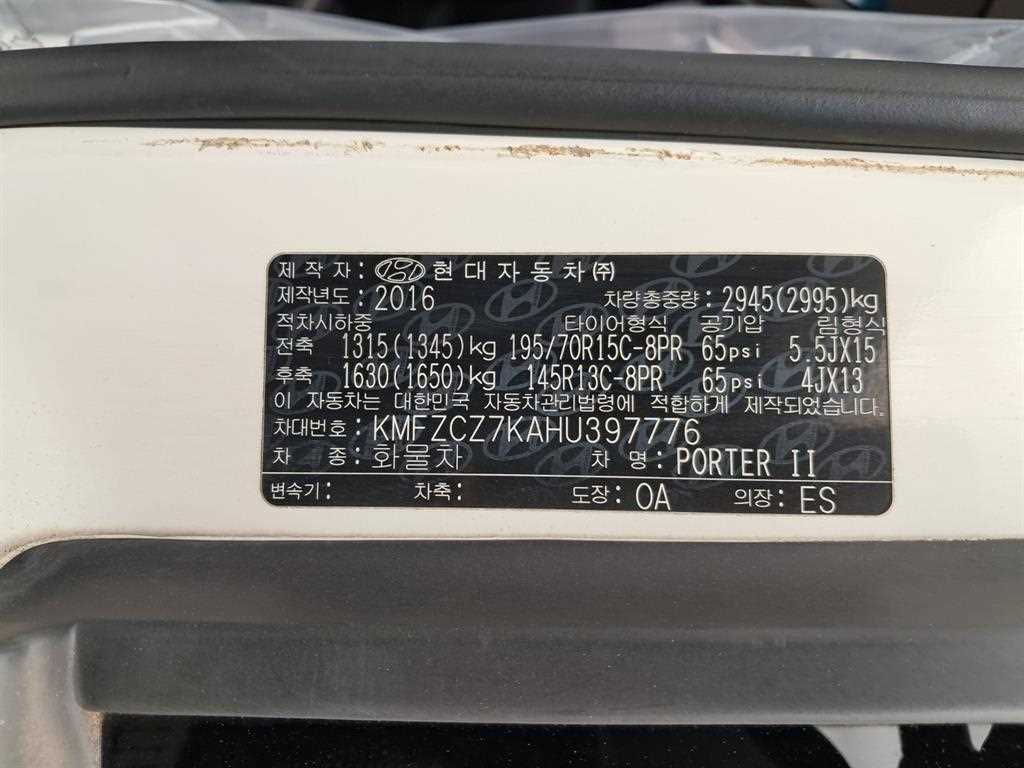 제 작 자 : 현대자동차㈜
제작년도 : 2016 차량총중량: 2945(2995)kg
적차시하중 타이어형식 공기압 림형식
전축 1315(1345)kg 195/70R15C-8PR 65psi 5.5JX15
후축 1630(1650)kg 145R13C-8PR 65psi 4JX13
이 자동차는 대한민국 자동차관리법령에 적합하게 제작되었습니다.
차대번호: KMFZCZ7KAHU397776
차 종: 화물차 차 명: PORTER II
변속기: 차축: 도장: OA 의장: ES